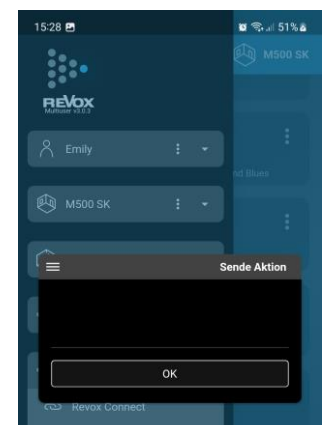 15:28 51%
M500 SK
REVOX
Multiuser v3.0.3
Emily
nd Blues
M500 SK
Sende Aktion
OK
Revox Connect